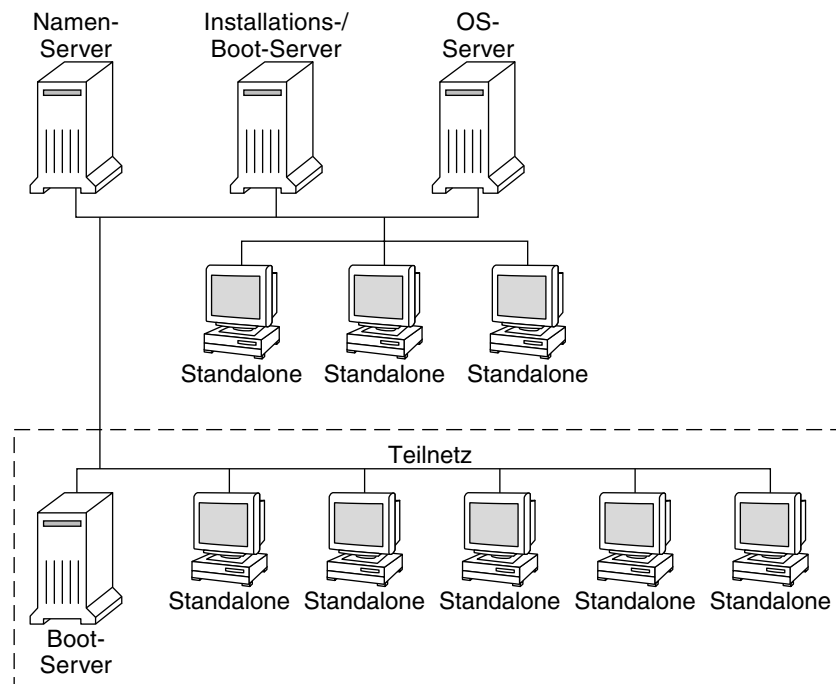 Namen-
Server
Installations-/
Boot-Server
OS-
Server
Standalone
Standalone
Standalone
Teilnetz
Boot-
Server
Standalone
Standalone
Standalone
Standalone
Standalone